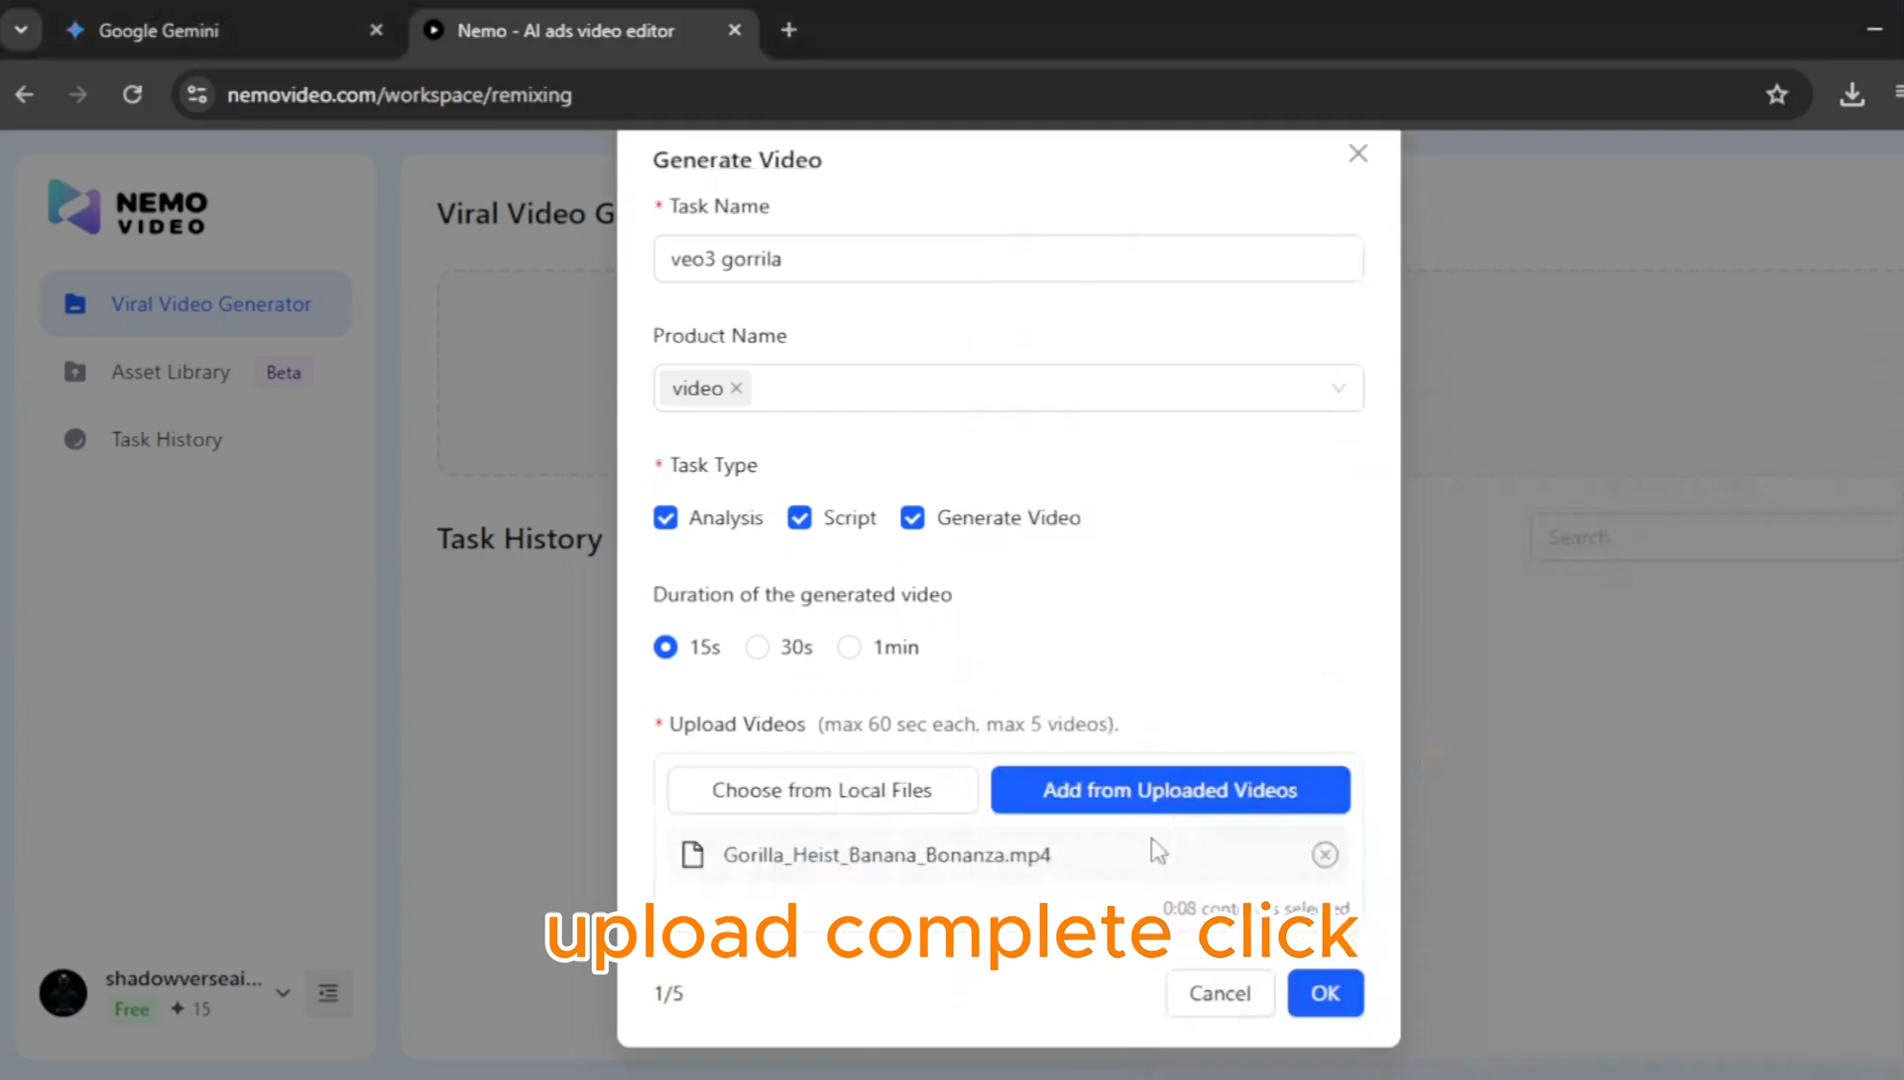 Google Gemini
Nemo - AI ads video editor
nemovideo.com/workspace/remixing
NEMO
VIDEO
Viral Video Generator
Asset Library Beta
Task History
shadowverseai...
Free 15
Viral Video G
Task History
Search
Generate Video
* Task Name
veo3 gorrila
Product Name
video
* Task Type
Analysis Script Generate Video
Duration of the generated video
15s 30s 1min
* Upload Videos (max 60 sec each, max 5 videos).
Choose from Local Files Add from Uploaded Videos
Gorilla_Heist_Banana_Bonanza.mp4
0:08
upload complete click
1/5 Cancel OK